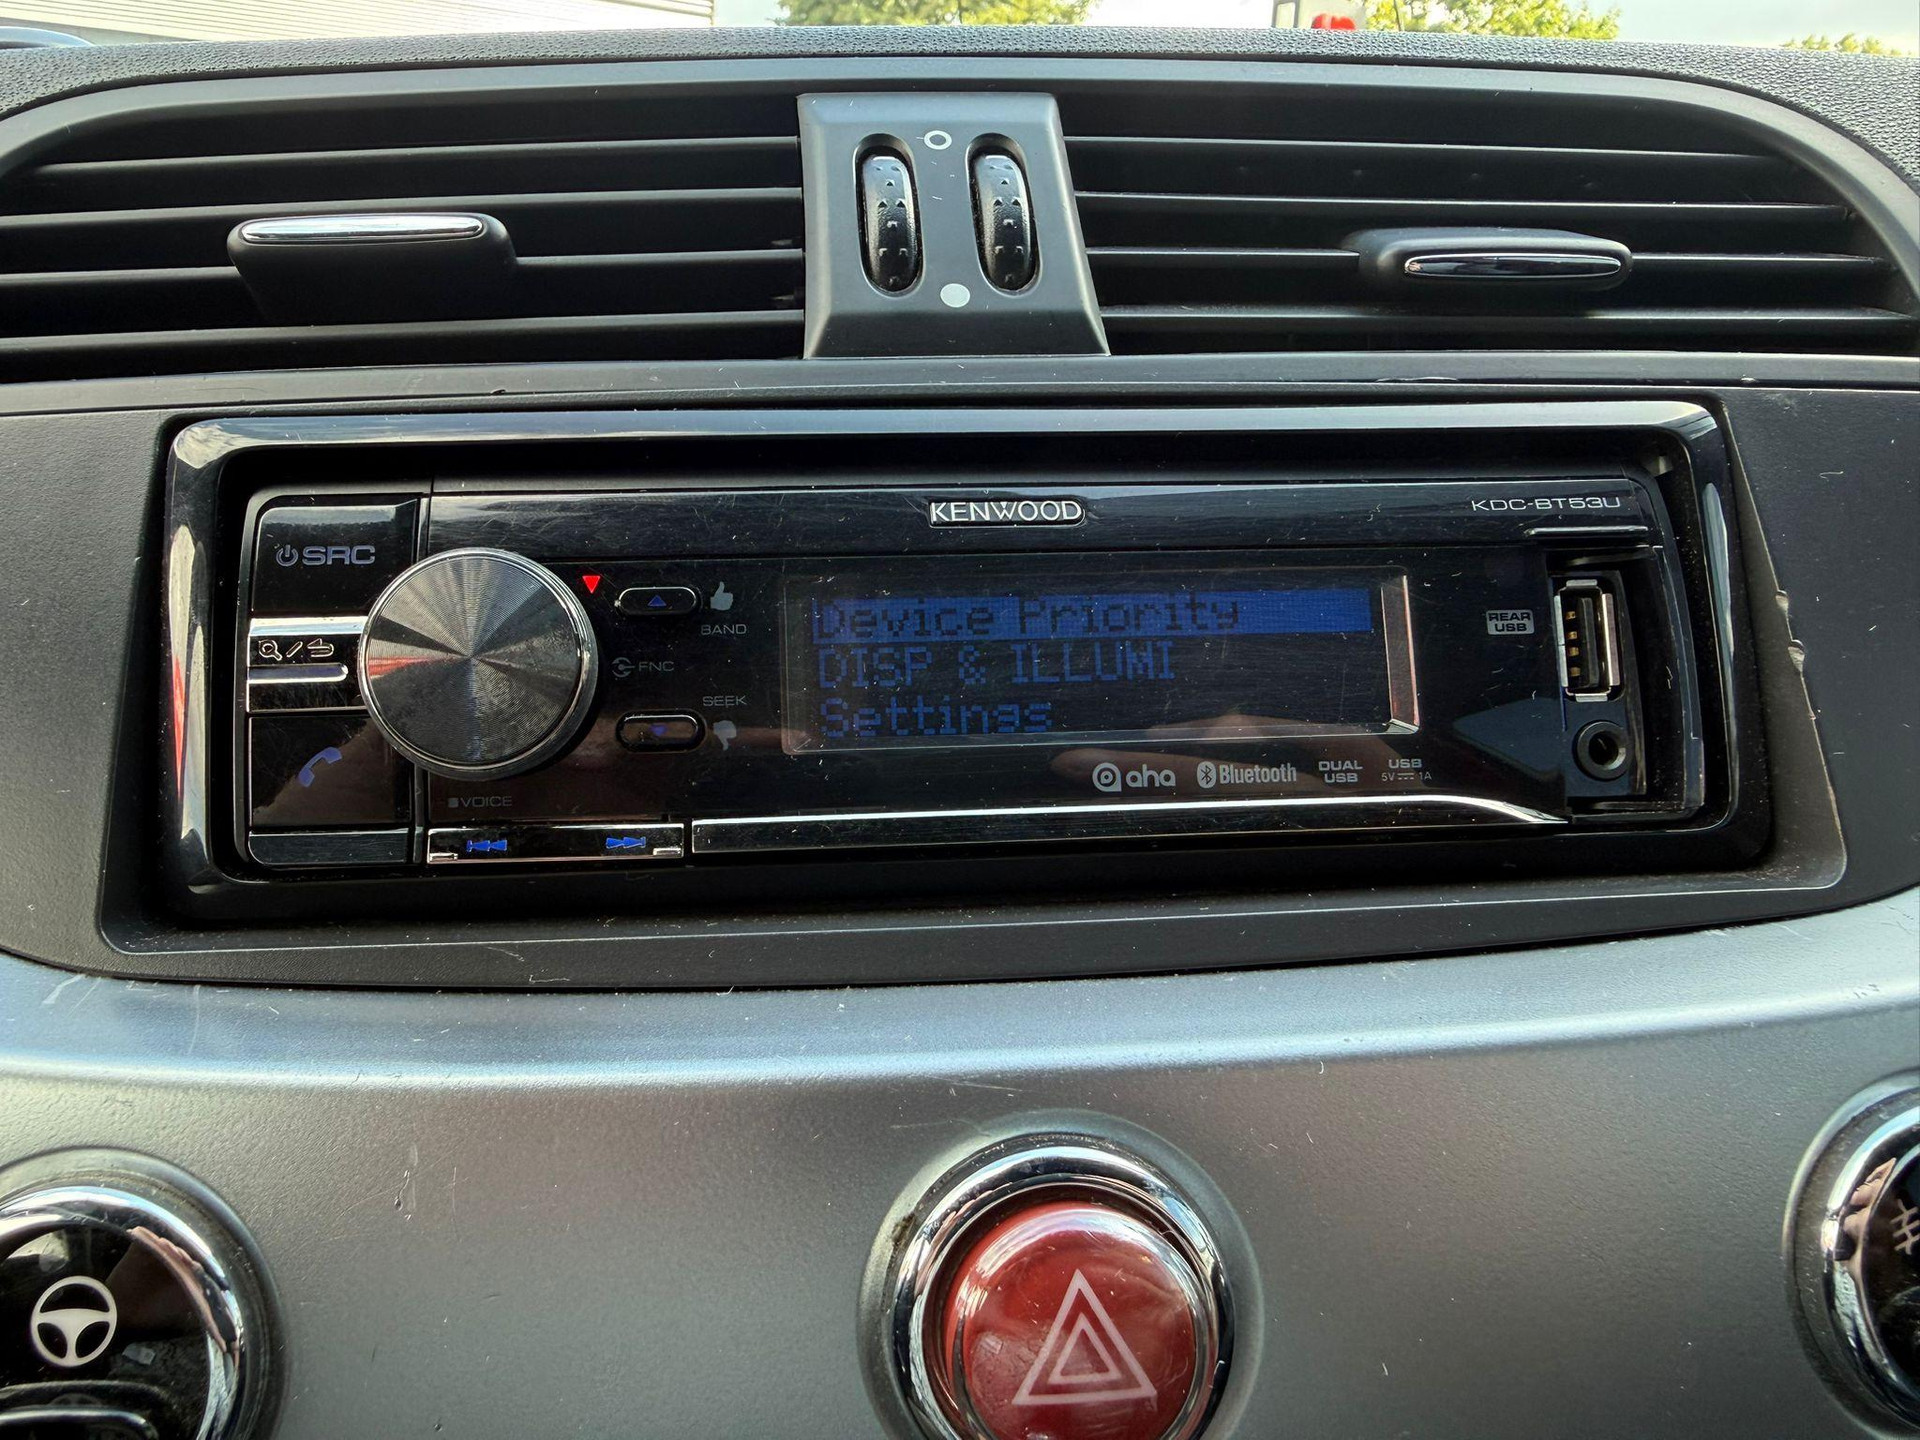 KENWOOD
KDC-BT53U
SRC
BAND
FNC
SEEK
VOICE
Device Priority
DISP & ILLUMI
Settings
REAR
USB
aha
Bluetooth
DUAL
USB
USB
5V 1A